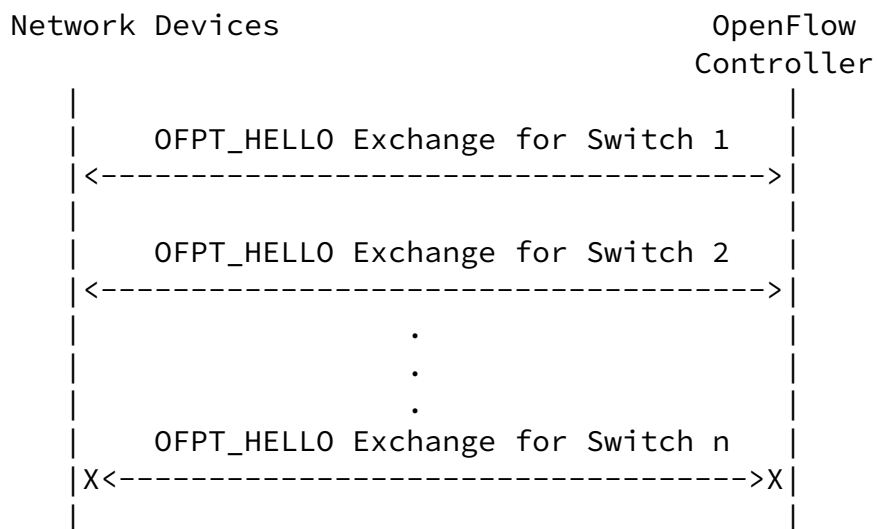 Network Devices                         OpenFlow
                                       Controller
    |                                       |
    |    OFPT_HELLO Exchange for Switch 1   |
    |<------------------------------------->|
    |                                       |
    |    OFPT_HELLO Exchange for Switch 2   |
    |<------------------------------------->|
    |                  .                    |
    |                  .                    |
    |                  .                    |
    |    OFPT_HELLO Exchange for Switch n   |
    |X<----------------------------------->X|
    |                                       |